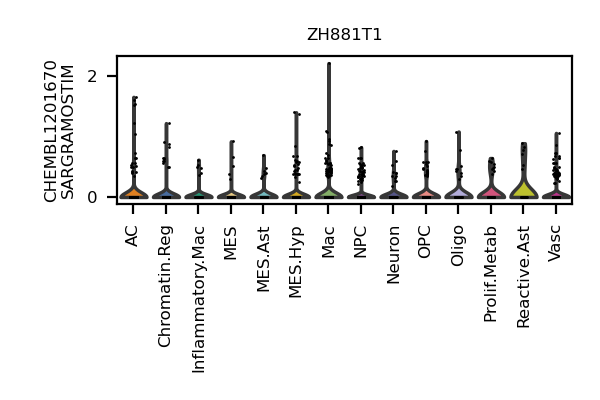 ZH881T1
CHEMBL1201670
SARGRAMOSTIM
2
0
AC
Chromatin.Reg
Inflammatory.Mac
MES
MES.Ast
MES.Hyp
Mac
NPC
Neuron
OPC
Oligo
Prolif.Metab
Reactive.Ast
Vasc